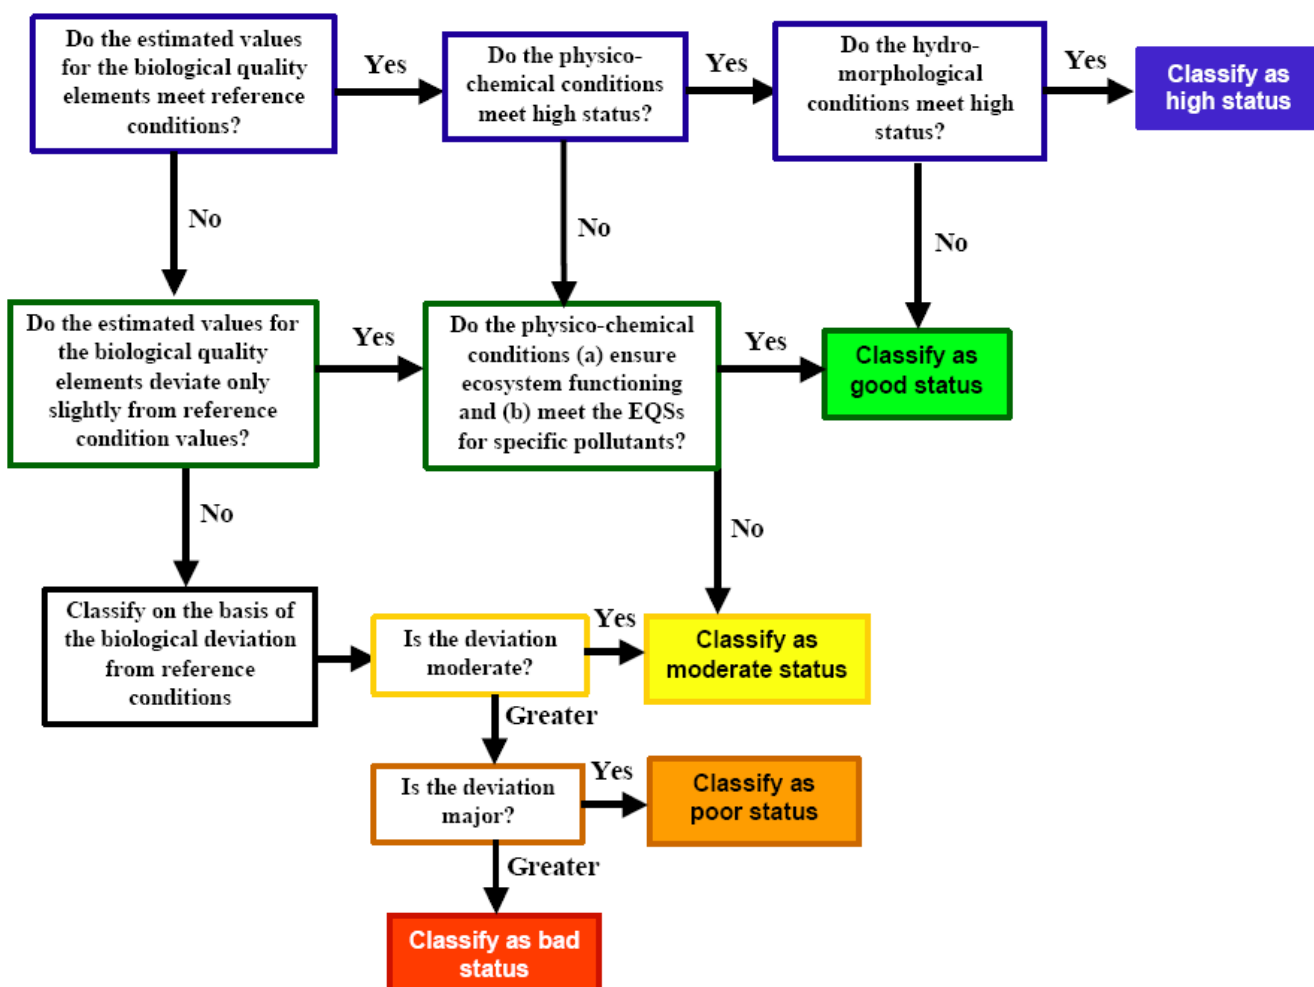 Do the estimated values
for the biological quality
elements meet reference
conditions?
Yes
Do the physico-
chemical conditions
meet high status?
Yes
Do the hydro-
morphological
conditions meet high
status?
Yes
Classify as
high status
No
No
No
Do the estimated values for
the biological quality
elements deviate only
slightly from reference
condition values?
Yes
Do the physico-chemical
conditions (a) ensure
ecosystem functioning
and (b) meet the EQSs
for specific pollutants?
Yes
Classify as
good status
No
No
Classify on the basis of
the biological deviation
from reference
conditions
Is the deviation
moderate?
Yes
Classify as
moderate status
Greater
Is the deviation
major?
Yes
Classify as
poor status
Greater
Classify as bad
status